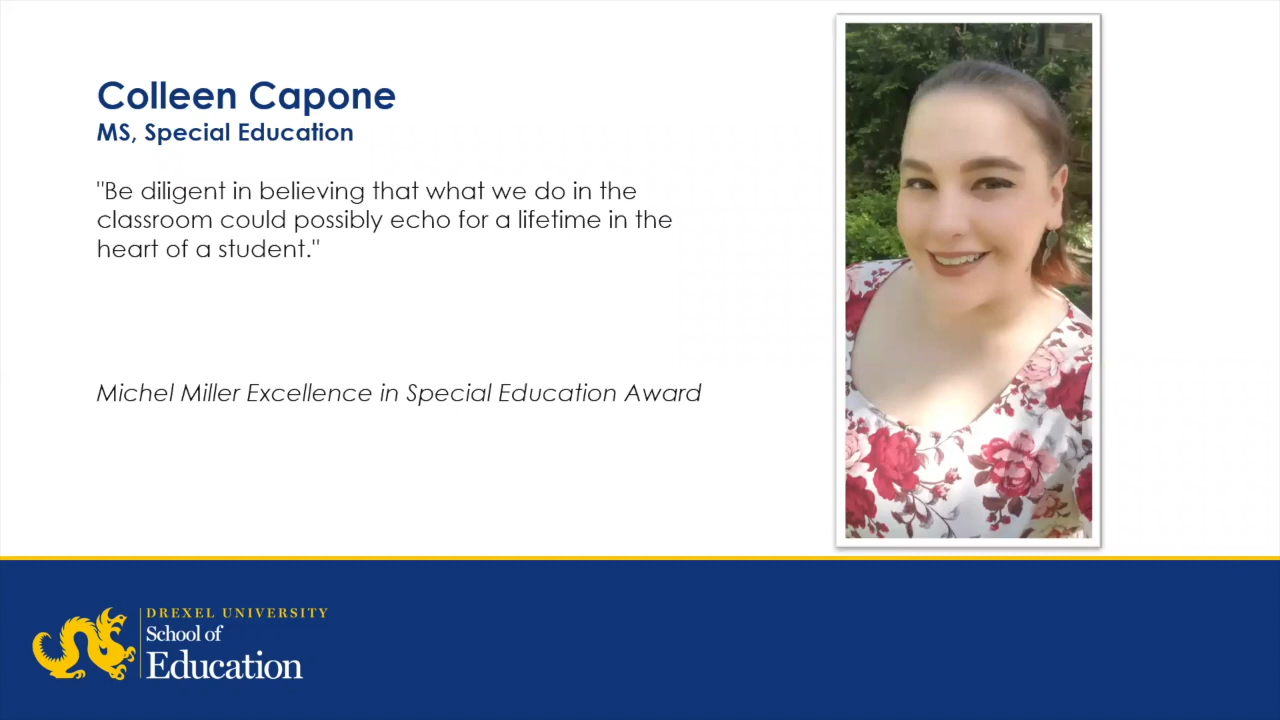 Colleen Capone
MS, Special Education
"Be diligent in believing that what we do in the
classroom could possibly echo for a lifetime in the
heart of a student."
Michel Miller Excellence in Special Education Award
DREXEL UNIVERSITY
School of
Education